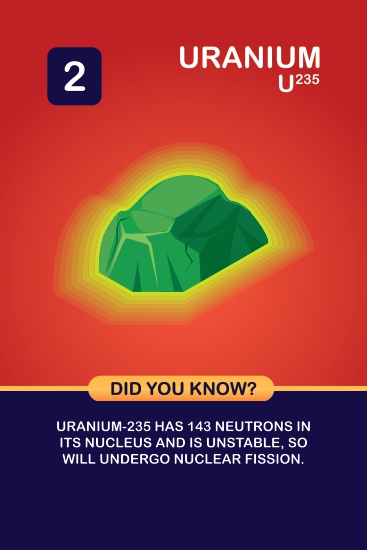 2
URANIUM
U²³⁵
DID YOU KNOW?
URANIUM-235 HAS 143 NEUTRONS IN
ITS NUCLEUS AND IS UNSTABLE, SO
WILL UNDERGO NUCLEAR FISSION.